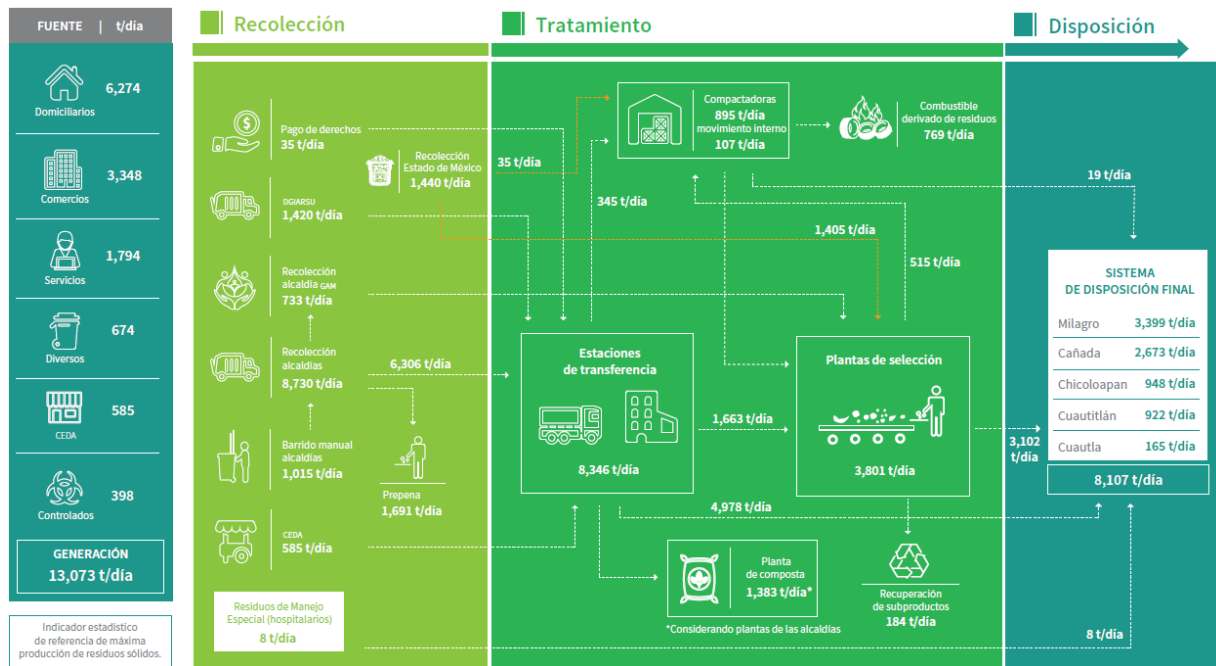 FUENTE | t/día
Domiciliarios
6,274
Comercios
3,348
Servicios
1,794
Diversos
674
CEDA
585
Controlados
398
GENERACIÓN
13,073 t/día
Indicador estadístico
de referencia de máxima
producción de residuos sólidos.
Recolección
Pago de derechos
35 t/día
Recolección
Estado de México
1,440 t/día
DGIARSU
1,420 t/día
Recolección
alcaldía GAM
733 t/día
Recolección
alcaldías
8,730 t/día
6,306 t/día
Barrido manual
alcaldías
1,015 t/día
Prepena
1,691 t/día
CEDA
585 t/día
Residuos de Manejo
Especial (hospitalarios)
8 t/día
Tratamiento
35 t/día
Compactadoras
895 t/día
movimiento interno
107 t/día
Combustible
derivado de residuos
769 t/día
345 t/día
1,405 t/día
515 t/día
Estaciones
de transferencia
8,346 t/día
1,663 t/día
Plantas de selección
3,801 t/día
4,978 t/día
Planta
de composta
1,383 t/día*
*Considerando plantas de las alcaldías
Recuperación
de subproductos
184 t/día
Disposición
19 t/día
SISTEMA
DE DISPOSICIÓN FINAL
Milagro 3,399 t/día
Cañada 2,673 t/día
Chicoloapan 948 t/día
Cuautitlán 922 t/día
Cuautla 165 t/día
3,102
t/día
8,107 t/día
8 t/día